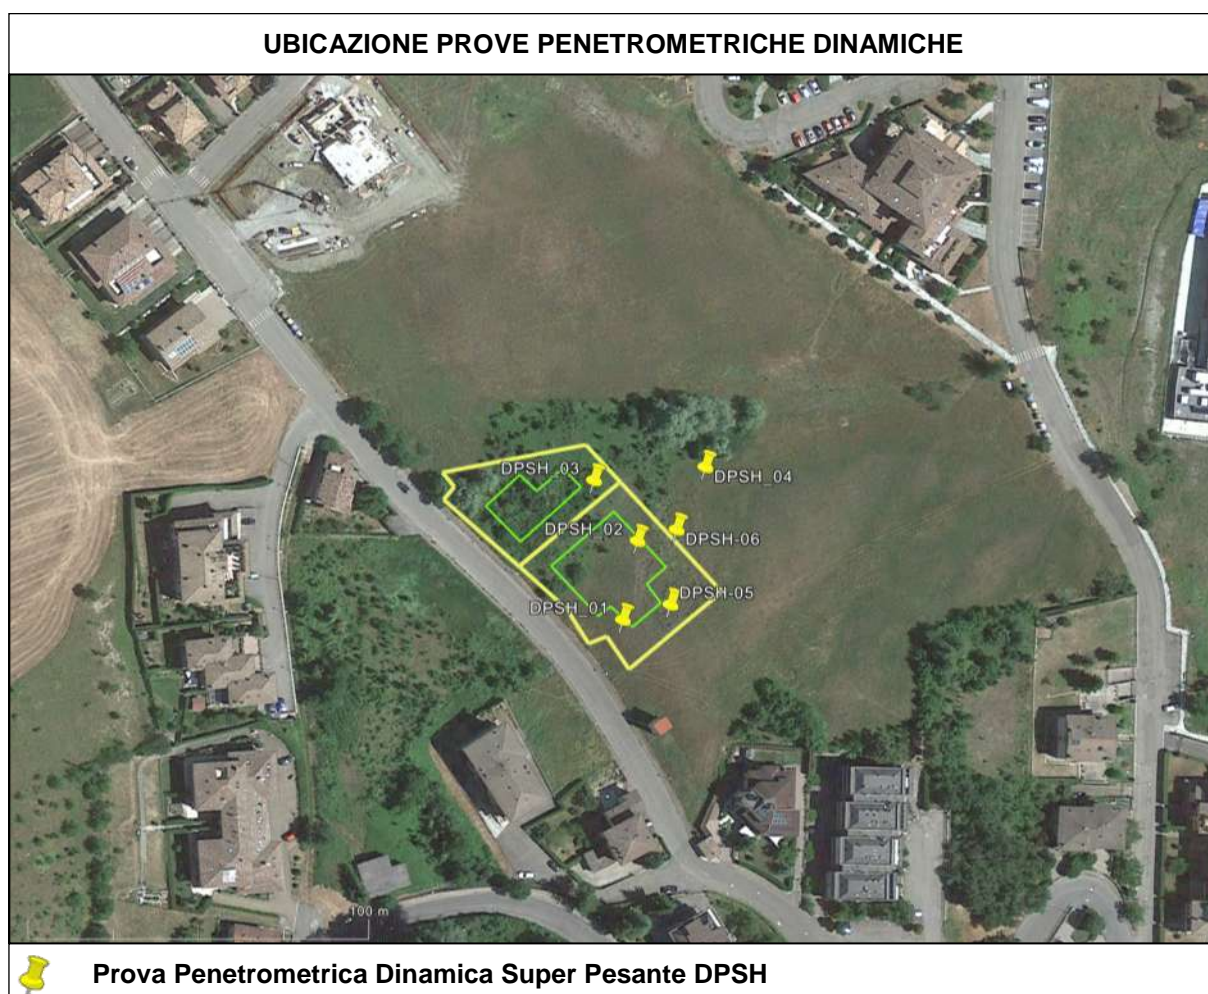 UBICAZIONE PROVE PENETROMETRICHE DINAMICHE
DPSH_03
DPSH_04
DPSH_02
DPSH-06
DPSH-05
DPSH_01
100 m
Prova Penetrometrica Dinamica Super Pesante DPSH